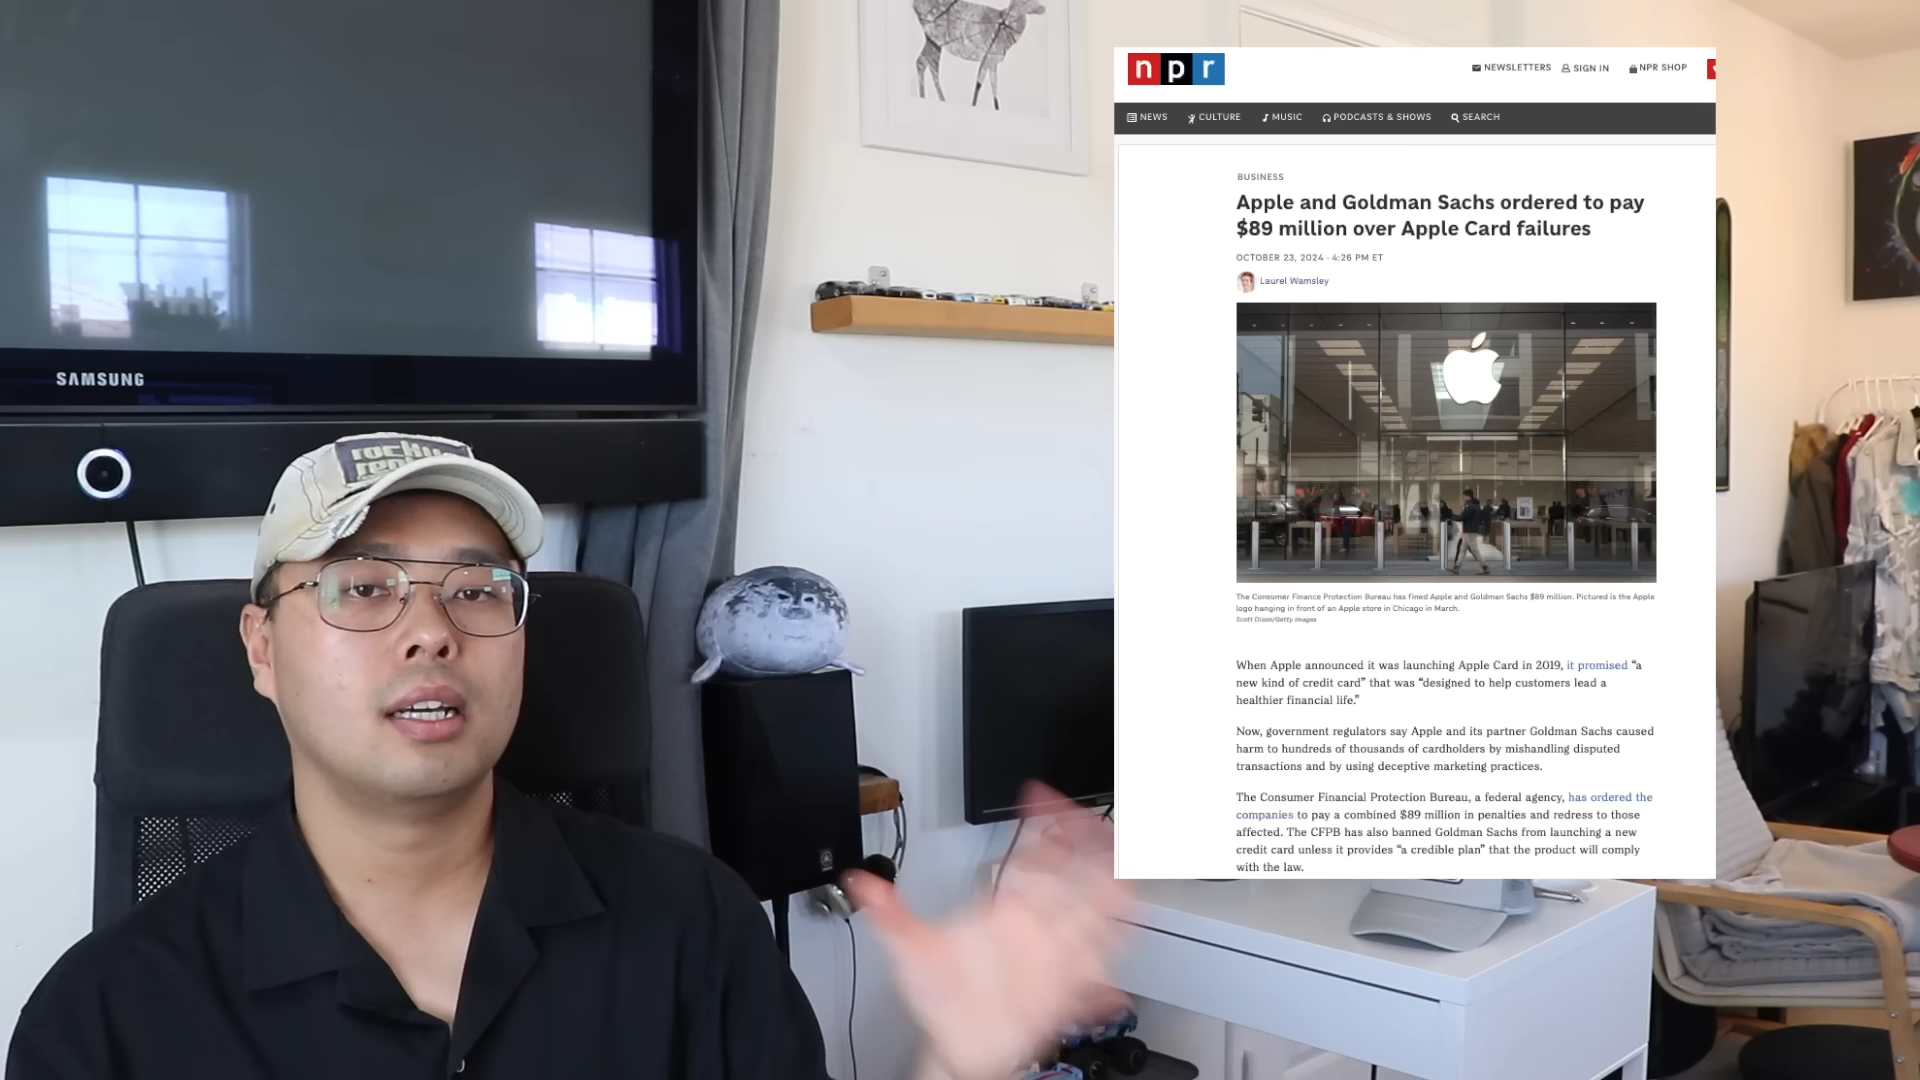 SAMSUNG
npr
NEWSLETTERS SIGN IN NPR SHOP
NEWS CULTURE MUSIC PODCASTS & SHOWS SEARCH
BUSINESS
Apple and Goldman Sachs ordered to pay
$89 million over Apple Card failures
OCTOBER 23, 2024 · 4:26 PM ET
Laurel Wamsley
The Consumer Finance Protection Bureau has fined Apple and Goldman Sachs $89 million. Pictured is the Apple
logo hanging in front of an Apple store in Chicago in March.
Scott Olson/Getty Images
When Apple announced it was launching Apple Card in 2019, it promised “a
new kind of credit card” that was “designed to help customers lead a
healthier financial life.”
Now, government regulators say Apple and its partner Goldman Sachs caused
harm to hundreds of thousands of cardholders by mishandling disputed
transactions and by using deceptive marketing practices.
The Consumer Financial Protection Bureau, a federal agency, has ordered the
companies to pay a combined $89 million in penalties and redress to those
affected. The CFPB has also banned Goldman Sachs from launching a new
credit card unless it provides “a credible plan” that the product will comply
with the law.